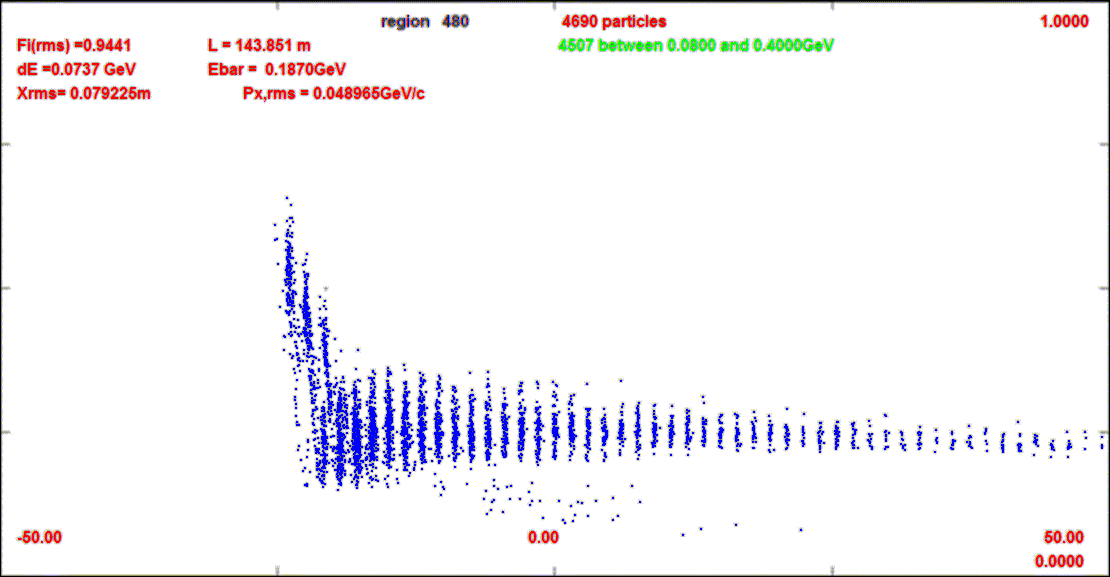 region 480 4690 particles 1.0000
Fi(rms) =0.9441 L = 143.851 m 4507 between 0.0800 and 0.4000GeV
dE =0.0737 GeV Ebar = 0.1870GeV
Xrms= 0.079225m Px,rms = 0.048965GeV/c
-50.00 0.00 50.00
0.0000